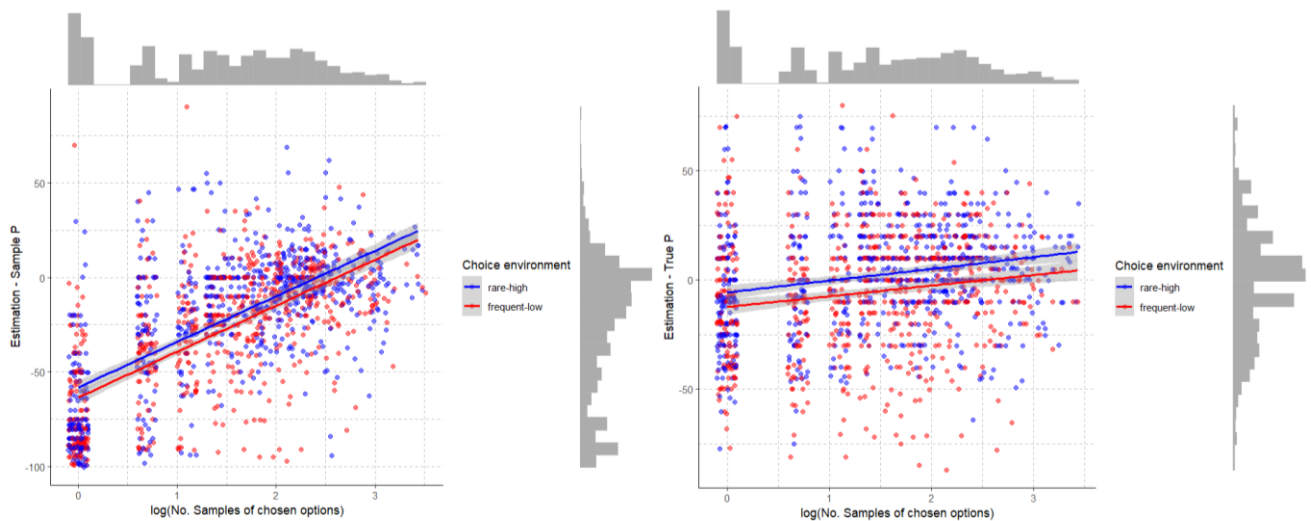 Estimation - Sample P
50
0
-50
-100
0
1
2
3
log(No. Samples of chosen options)
Choice environment
rare-high
frequent-low
Estimation - True P
50
0
-50
0
1
2
3
log(No. Samples of chosen options)
Choice environment
rare-high
frequent-low